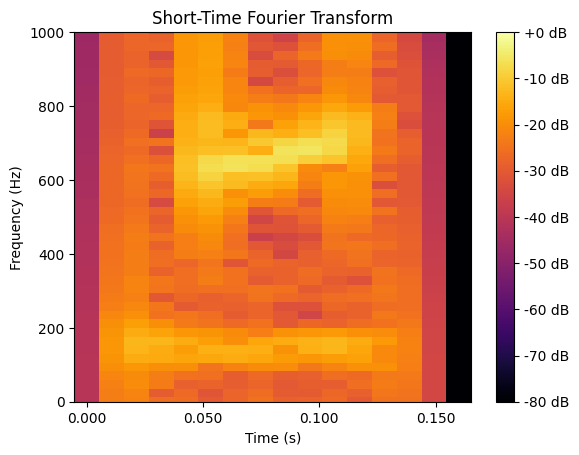 Short-Time Fourier Transform
1000
800
600
400
200
0
Frequency (Hz)
0.000
0.050
0.100
0.150
Time (s)
+0 dB
-10 dB
-20 dB
-30 dB
-40 dB
-50 dB
-60 dB
-70 dB
-80 dB